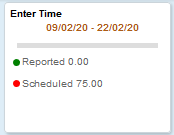 Enter Time
09/02/20 - 22/02/20
Reported 0.00
Scheduled 75.00